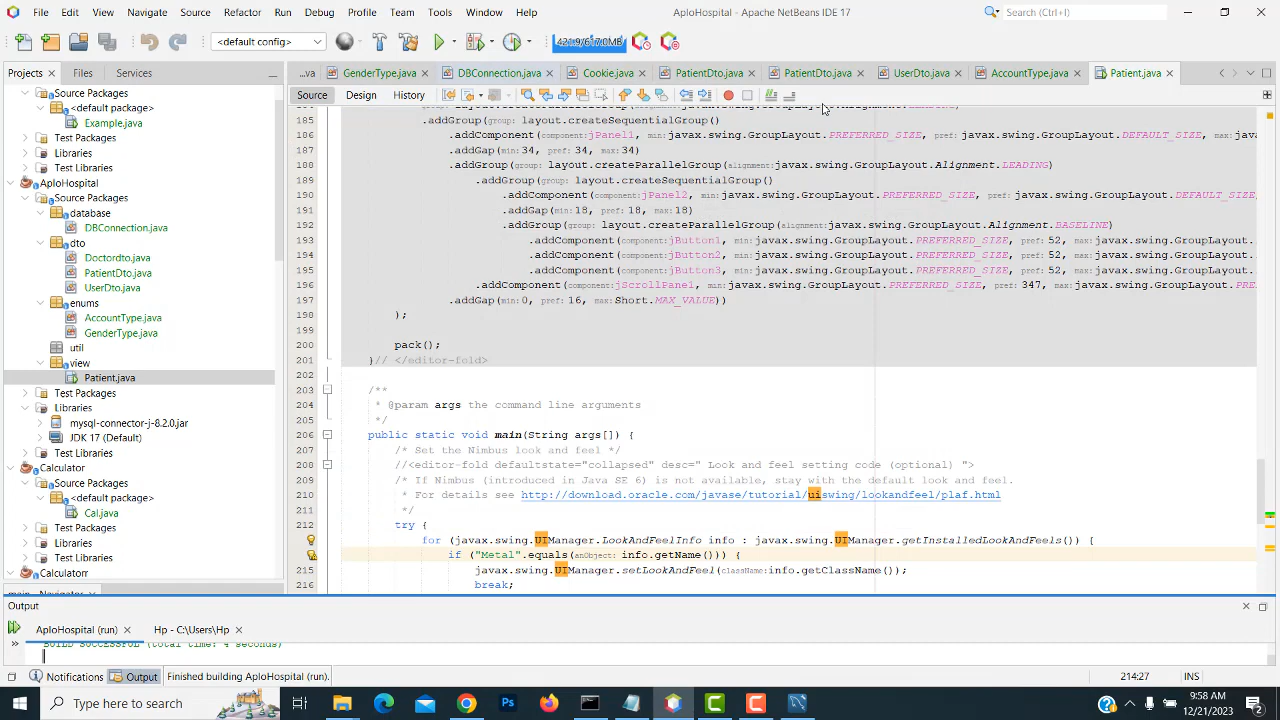 File Edit View Navigate Source Refactor Run Debug Profile Team Tools Window Help
AploHospital - Apache NetBeans IDE 17
Search (Ctrl+I)
<default config>
421.9/617.0MB
Projects × Files Services
...va GenderType.java DBConnection.java Cookie.java PatientDto.java PatientDto.java UserDto.java AccountType.java Patient.java
Source Design History
Source Packages
<default package>
Example.java
Test Packages
Libraries
Test Libraries
AploHospital
Source Packages
database
DBConnection.java
dto
Doctordto.java
PatientDto.java
UserDto.java
enums
AccountType.java
GenderType.java
util
view
Patient.java
Test Packages
Libraries
mysql-connector-j-8.2.0.jar
JDK 17 (Default)
Test Libraries
Calculator
Source Packages
<default package>
Cal.java
Test Packages
Libraries
Test Libraries
Calculatorr
185 .addGroup(group: layout.createSequentialGroup()
186 .addComponent(component:jPanel1, min:javax.swing.GroupLayout.PREFERRED_SIZE, pref:javax.swing.GroupLayout.DEFAULT_SIZE, ma
187 .addGap(min:34, pref:34, max:34)
188 .addGroup(group: layout.createParallelGroup(alignment:javax.swing.GroupLayout.Alignment.LEADING)
189 .addGroup(group: layout.createSequentialGroup()
190 .addComponent(component:jPanel2, min:javax.swing.GroupLayout.PREFERRED_SIZE, pref:javax.swing.GroupLayout.DEFAULT_SIZE,
191 .addGap(min:18, pref:18, max:18)
192 .addGroup(group: layout.createParallelGroup(alignment:javax.swing.GroupLayout.Alignment.BASELINE)
193 .addComponent(component:jButton1, min:javax.swing.GroupLayout.PREFERRED_SIZE, pref: 52,
194 .addComponent(component:jButton2, min:javax.swing.GroupLayout.PREFERRED_SIZE, pref: 52,
195 .addComponent(component:jButton3, min:javax.swing.GroupLayout.PREFERRED_SIZE, pref: 52,
196 .addComponent(component:jScrollPane1, min:javax.swing.GroupLayout.PREFERRED_SIZE, pref: 347, max:javax.swing.GroupLayout.PRE
197 .addGap(min:0, pref:16, max:Short.MAX_VALUE))
198 );
199
200 pack();
201 }// </editor-fold>
202
203 /**
204 * @param args the command line arguments
205 */
206 public static void main(String args[]) {
207 /* Set the Nimbus look and feel */
208 //<editor-fold defaultstate="collapsed" desc=" Look and feel setting code (optional) ">
209 /* If Nimbus (introduced in Java SE 6) is not available, stay with the default look and feel.
210 * For details see http://download.oracle.com/javase/tutorial/uiswing/lookandfeel/plaf.html
211 */
212 try {
for (javax.swing.UIManager.LookAndFeelInfo info : javax.swing.UIManager.getInstalledLookAndFeels()) {
if ("Metal".equals(anObject: info.getName())) {
215 javax.swing.UIManager.setLookAndFeel(className:info.getClassName());
216 break;
Output
AploHospital (run) × Hp - C:\Users\Hp ×
BUILD SUCCESSFUL (total time: 4 seconds)
Notifications Output Finished building AploHospital (run). 214:27 INS
Type here to search
Ps
9:58 AM
12/21/2023
2